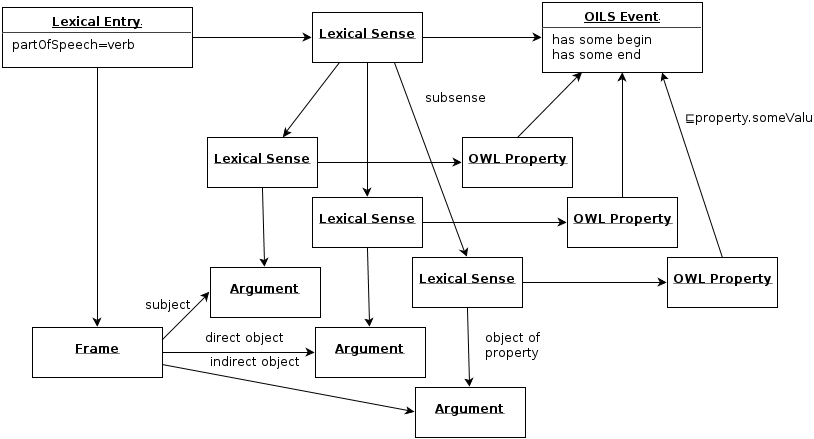 Lexical Entry
partOfSpeech=verb
Lexical Sense
OILS Event
has some begin
has some end
subsense
⊑property.someValu
Lexical Sense
OWL Property
Lexical Sense
OWL Property
Lexical Sense
OWL Property
Argument
subject
Frame
direct object
indirect object
Argument
object of
property
Argument